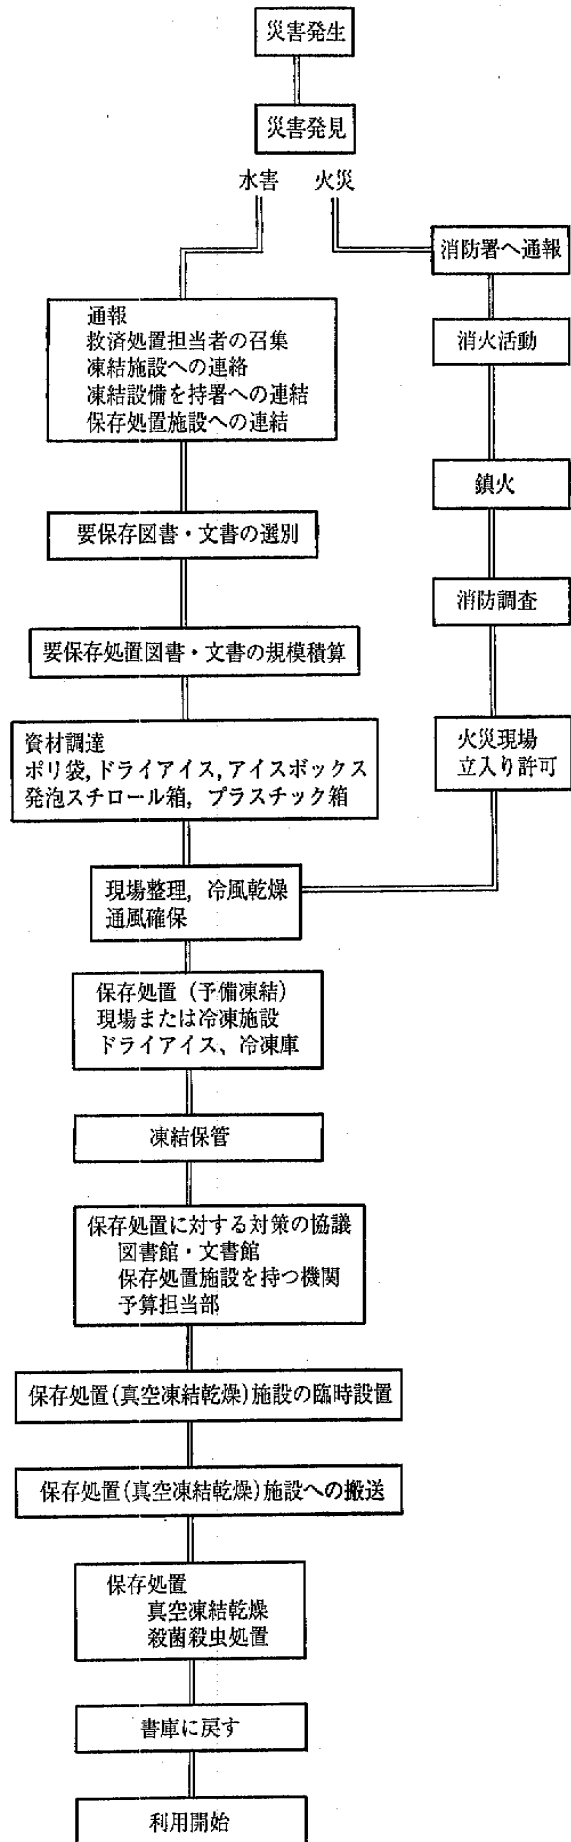 災害発生
災害発見
水害 火災
消防署へ通報
消火活動
鎮火
消防調査
火災現場
立入り許可
通報
救済処置担当者の召集
凍結施設への連絡
凍結設備を持署への連結
保存処置施設への連結
要保存図書・文書の選別
要保存処置図書・文書の規模積算
資材調達
ポリ袋,ドライアイス,アイスボックス
発泡スチロール箱, プラスチック箱
現場整理, 冷風乾燥
通風確保
保存処置(予備凍結)
現場または冷凍施設
ドライアイス、冷凍庫
凍結保管
保存処置に対する対策の協議
図書館・文書館
保存処置施設を持つ機関
予算担当部
保存処置(真空凍結乾燥)施設の臨時設置
保存処置(真空凍結乾燥)施設への搬送
保存処置
真空凍結乾燥
殺菌殺虫処置
書庫に戻す
利用開始